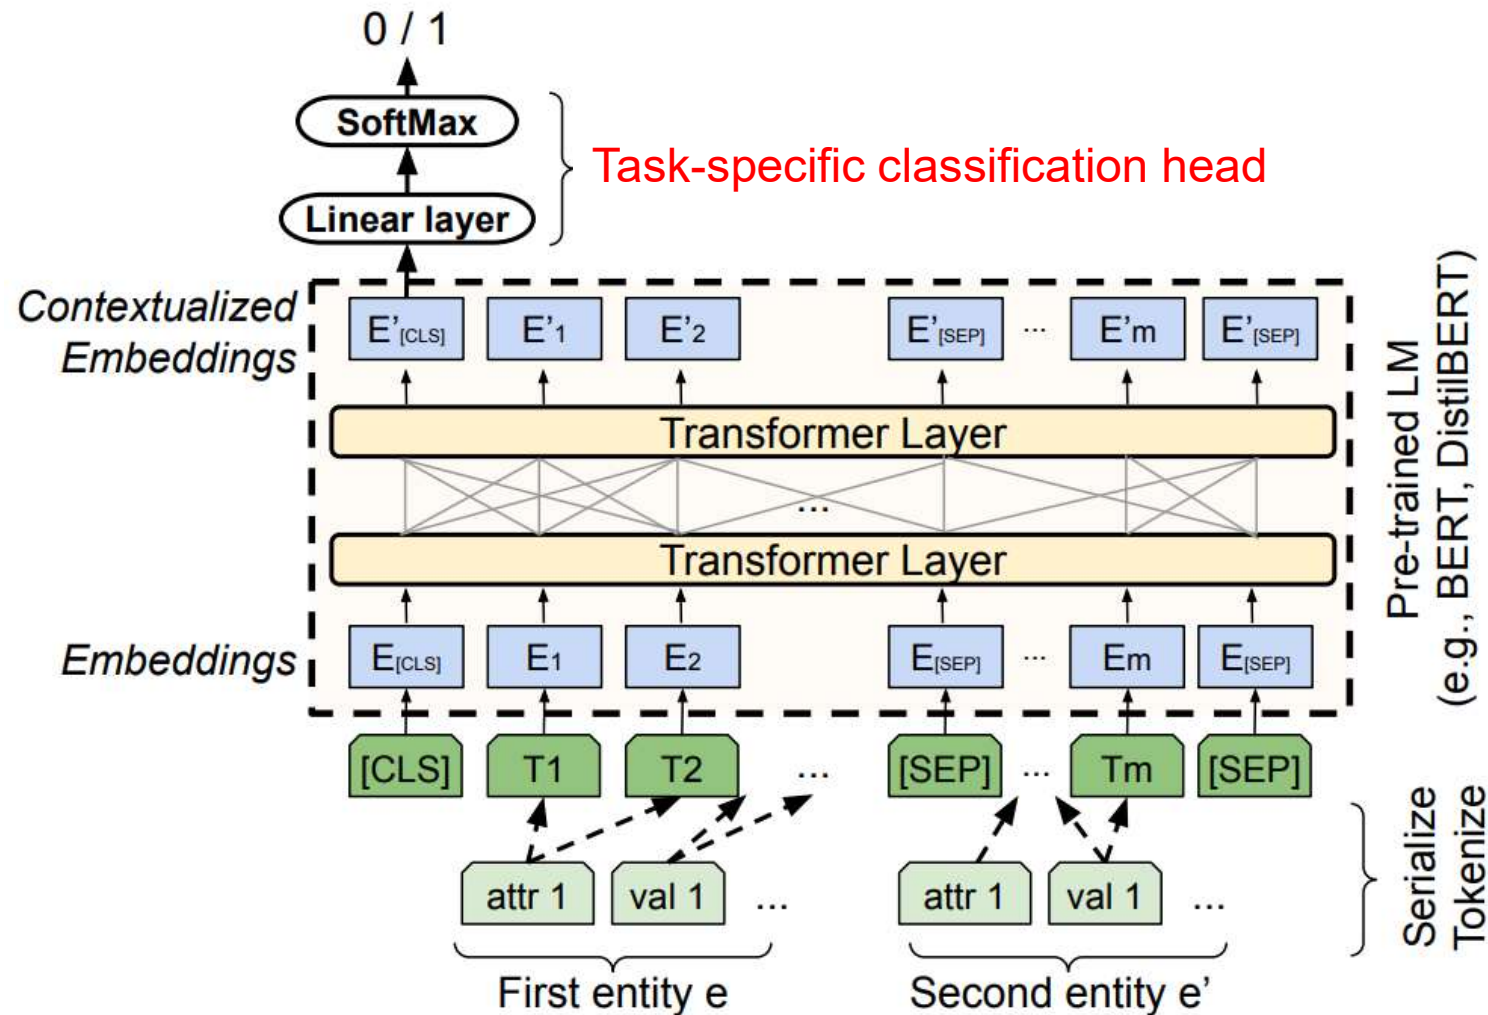 0 / 1
SoftMax
Linear layer
Task-specific classification head
Contextualized
Embeddings
E'[CLS] E'1 E'2 E'[SEP] ... E'm E'[SEP]
Transformer Layer
...
Transformer Layer
Embeddings
E[CLS] E1 E2 E[SEP] ... Em E[SEP]
Pre-trained LM
(e.g., BERT, DistilBERT)
[CLS] T1 T2 ... [SEP] ... Tm [SEP]
attr 1 val 1 ... attr 1 val 1 ...
Serialize
Tokenize
First entity e Second entity e'